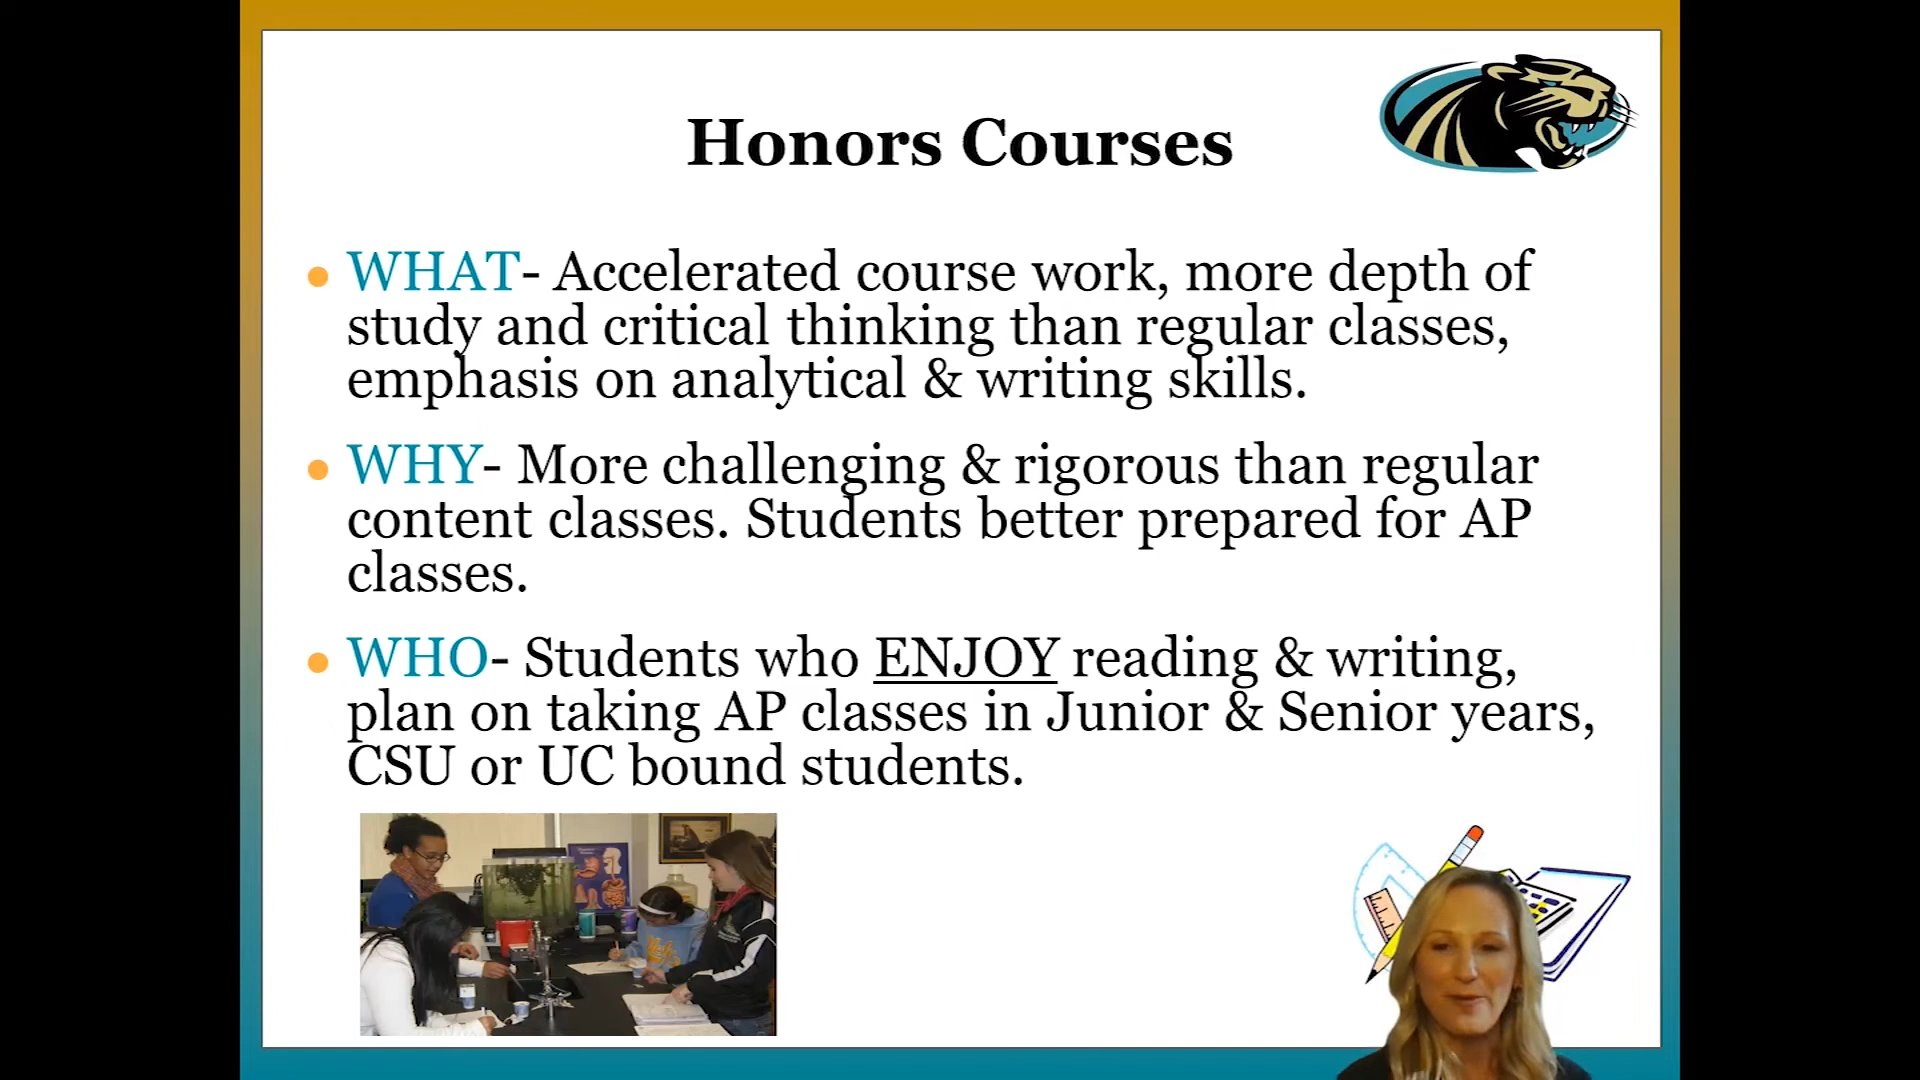 Honors Courses
WHAT- Accelerated course work, more depth of
study and critical thinking than regular classes,
emphasis on analytical & writing skills.
WHY- More challenging & rigorous than regular
content classes. Students better prepared for AP
classes.
WHO- Students who ENJOY reading & writing,
plan on taking AP classes in Junior & Senior years,
CSU or UC bound students.